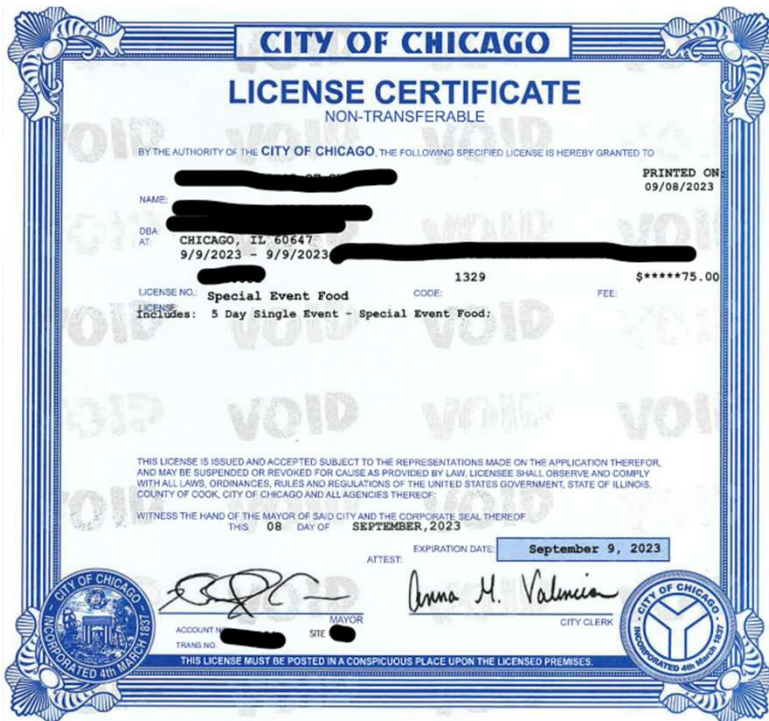 CITY OF CHICAGO
LICENSE CERTIFICATE
NON-TRANSFERABLE
BY THE AUTHORITY OF THE CITY OF CHICAGO, THE FOLLOWING SPECIFIED LICENSE IS HEREBY GRANTED TO
PRINTED ON:
09/08/2023
NAME:
DBA:
AT: CHICAGO, IL 60647
9/9/2023 - 9/9/2023
LICENSE NO.: CODE: 1329 FEE: $*****75.00
LICENSE: Special Event Food
Includes: 5 Day Single Event - Special Event Food;
VOID
THIS LICENSE IS ISSUED AND ACCEPTED SUBJECT TO THE REPRESENTATIONS MADE ON THE APPLICATION THEREFOR,
AND MAY BE SUSPENDED OR REVOKED FOR CAUSE AS PROVIDED BY LAW. LICENSEE SHALL OBSERVE AND COMPLY
WITH ALL LAWS, ORDINANCES, RULES AND REGULATIONS OF THE UNITED STATES GOVERNMENT, STATE OF ILLINOIS,
COUNTY OF COOK, CITY OF CHICAGO AND ALL AGENCIES THEREOF.
WITNESS THE HAND OF THE MAYOR OF SAID CITY AND THE CORPORATE SEAL THEREOF
THIS 08 DAY OF SEPTEMBER, 2023
EXPIRATION DATE: September 9, 2023
ATTEST:
Anna M. Valencia
MAYOR
CITY CLERK
ACCOUNT
SITE
TRANS NO.
CITY OF CHICAGO INCORPORATED 4th MARCH 1837
CITY OF CHICAGO INCORPORATED 4th March 1837
THIS LICENSE MUST BE POSTED IN A CONSPICUOUS PLACE UPON THE LICENSED PREMISES.